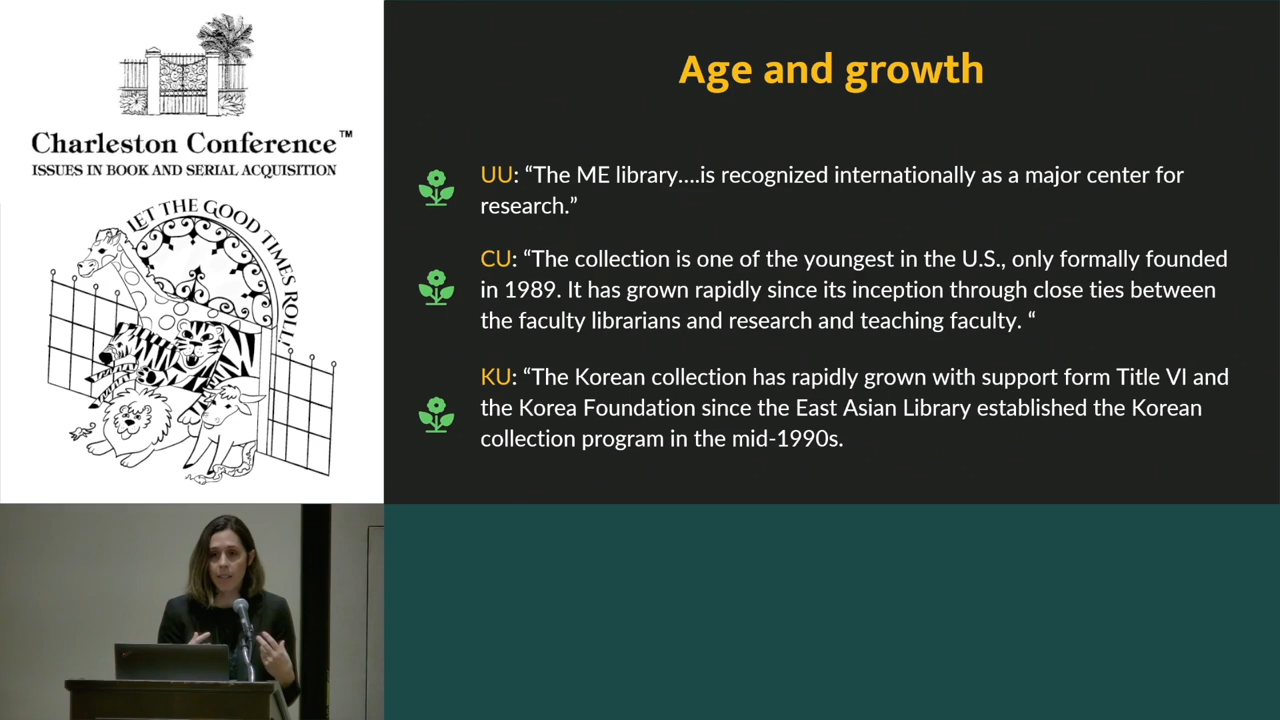 Charleston Conference™
ISSUES IN BOOK AND SERIAL ACQUISITION
LET THE GOOD TIMES ROLL!
Age and growth
UU: “The ME library....is recognized internationally as a major center for
research.”
CU: “The collection is one of the youngest in the U.S., only formally founded
in 1989. It has grown rapidly since its inception through close ties between
the faculty librarians and research and teaching faculty. “
KU: “The Korean collection has rapidly grown with support form Title VI and
the Korea Foundation since the East Asian Library established the Korean
collection program in the mid-1990s.